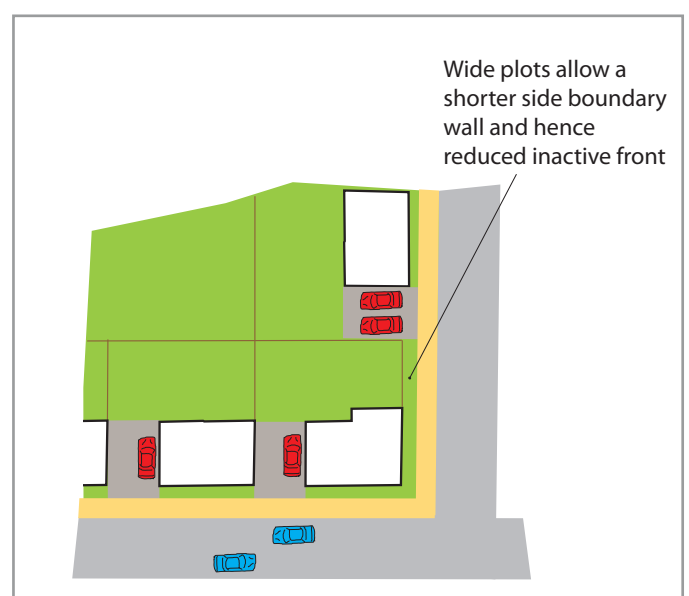 Wide plots allow a
shorter side boundary
wall and hence
reduced inactive front